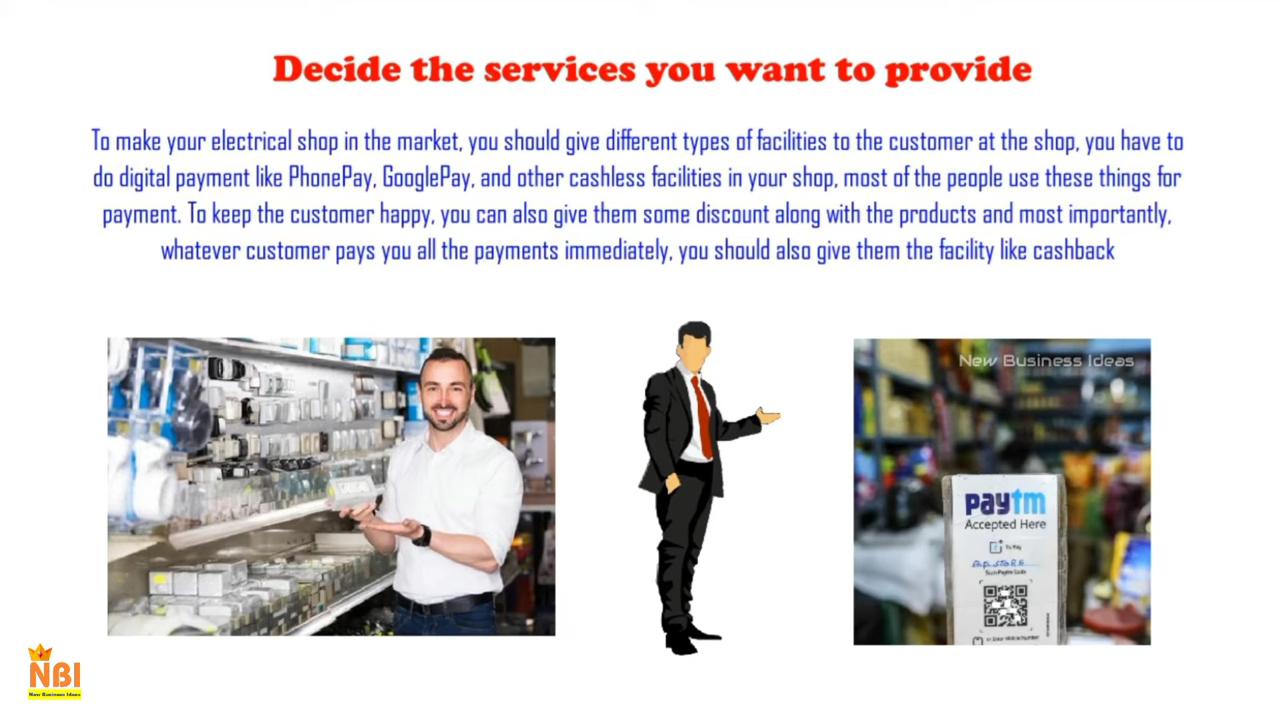 Decide the services you want to provide
To make your electrical shop in the market, you should give different types of facilities to the customer at the shop, you have to
do digital payment like PhonePay, GooglePay, and other cashless facilities in your shop, most of the people use these things for
payment. To keep the customer happy, you can also give them some discount along with the products and most importantly,
whatever customer pays you all the payments immediately, you should also give them the facility like cashback
New Business Ideas
paytm
Accepted Here
To Pay
NBI
New Business Ideas